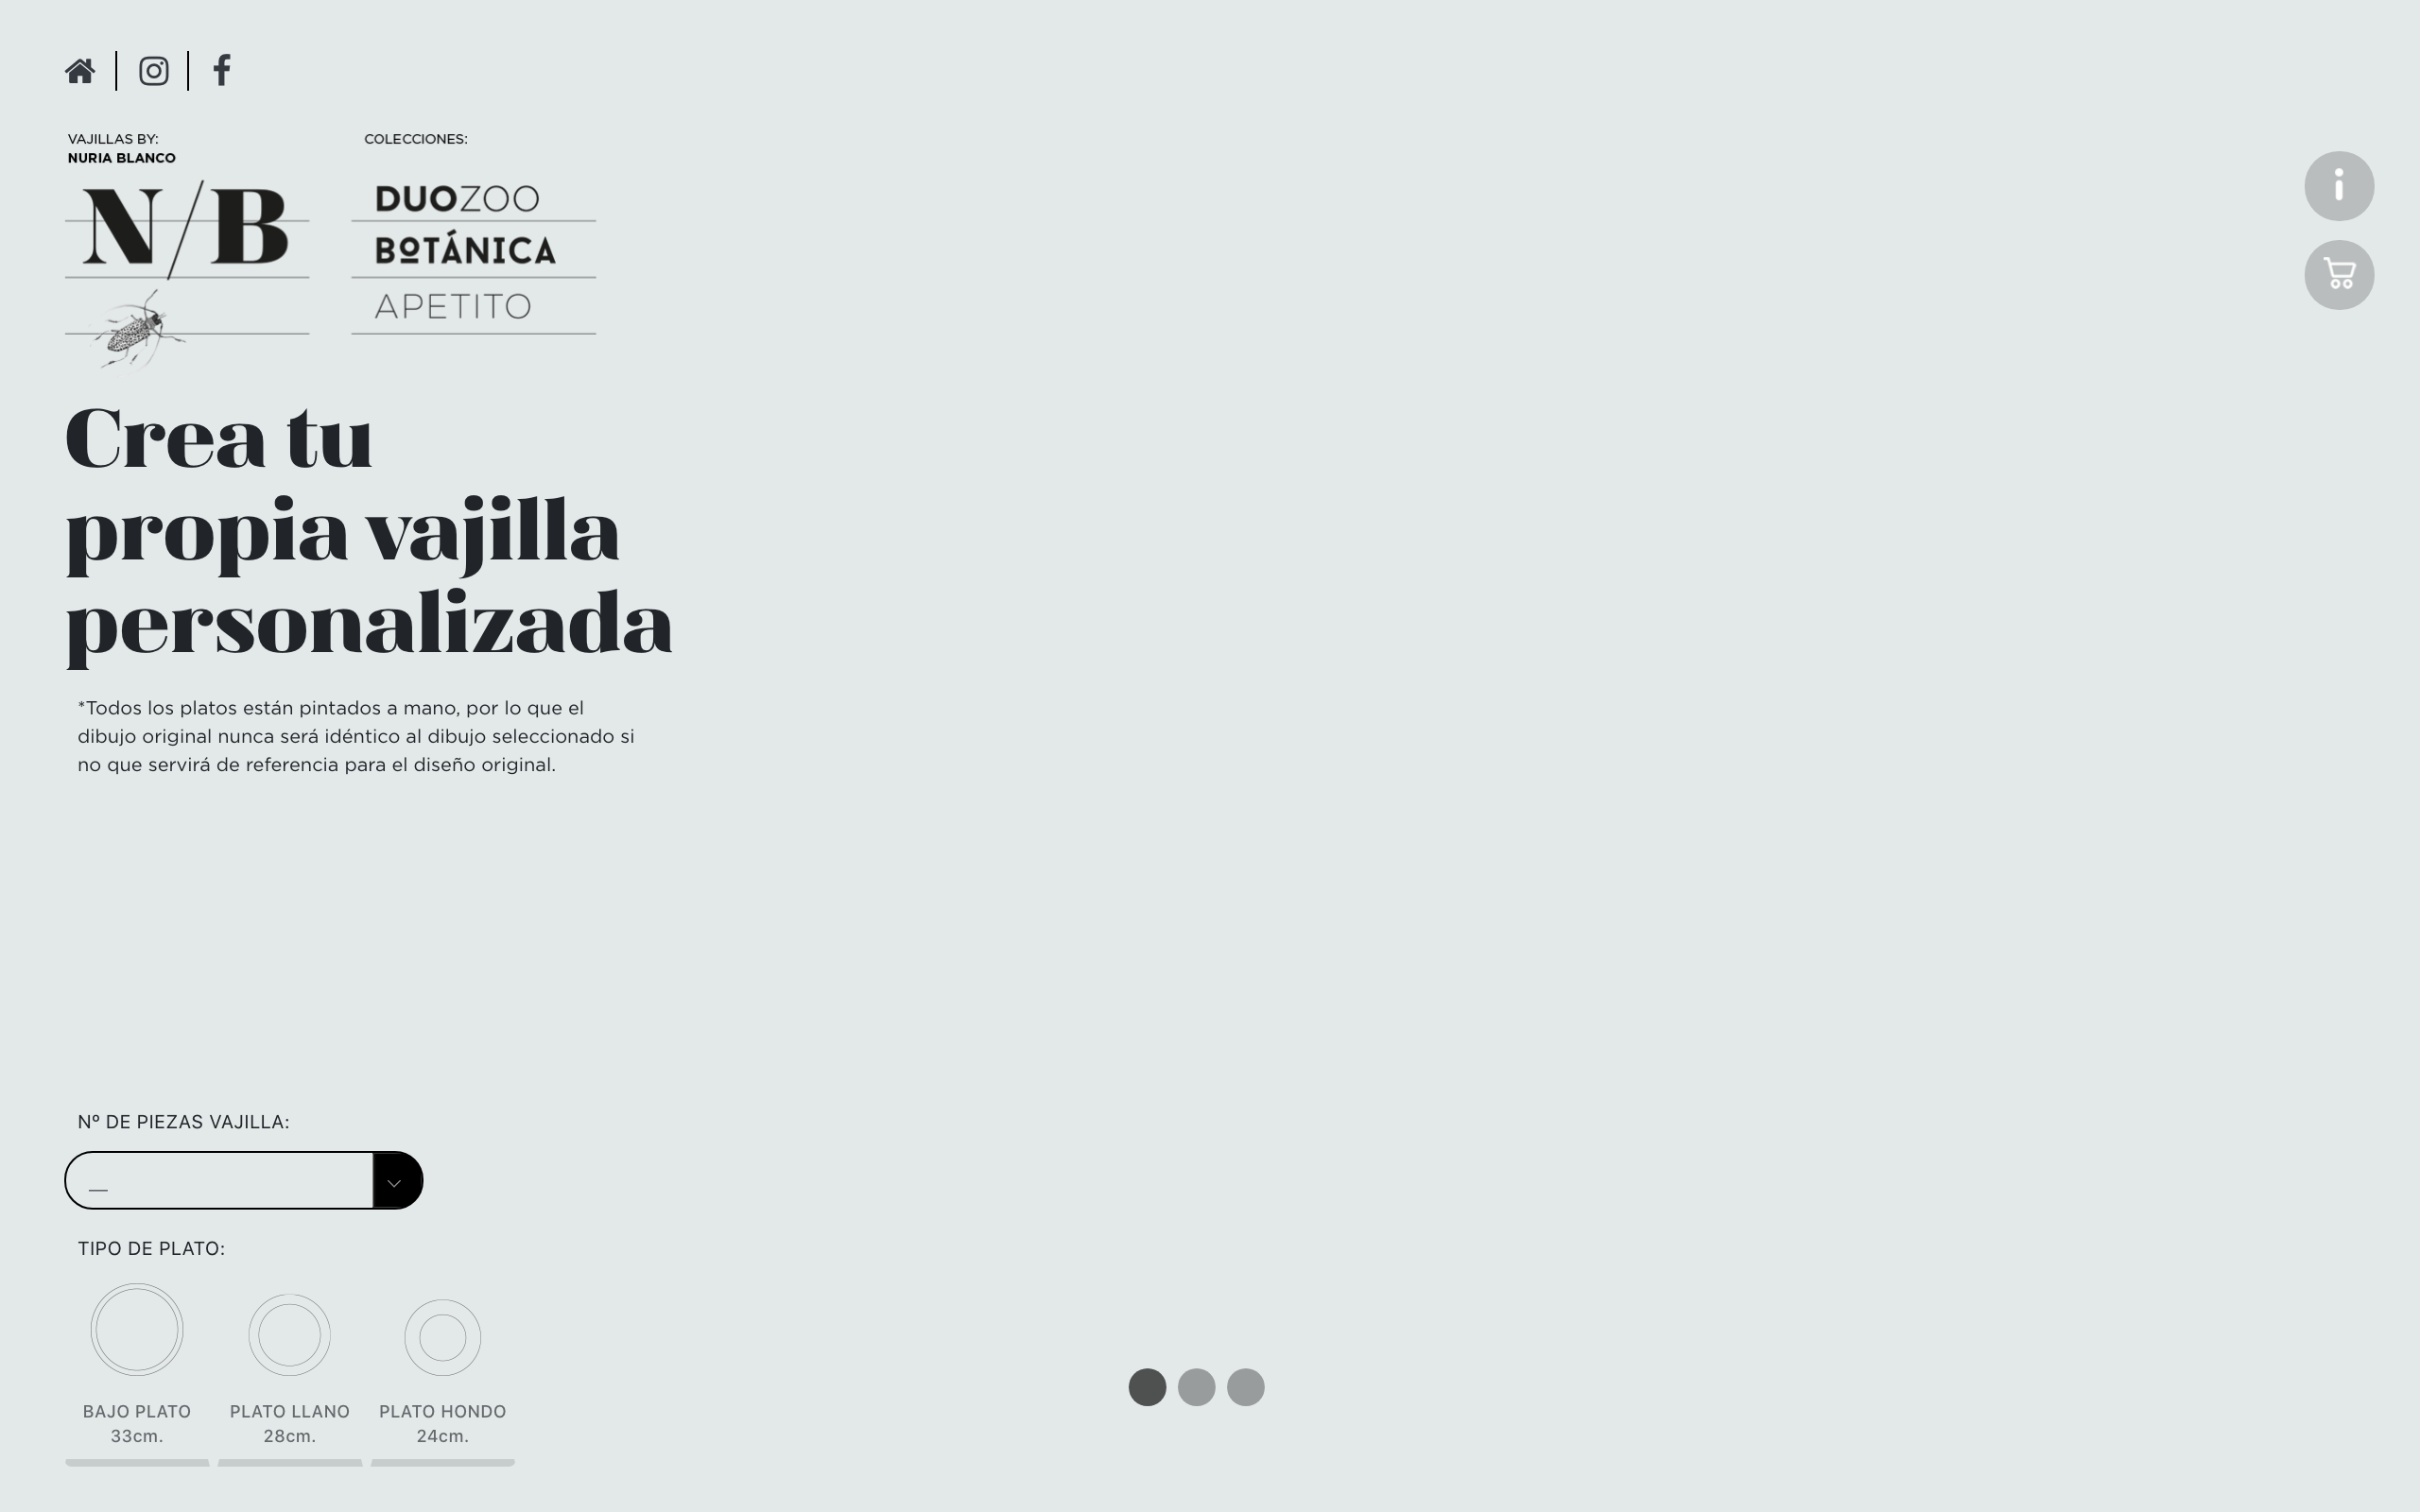 VAJILLAS BY:
NURIA BLANCO
N/B
COLECCIONES:
DUOZOO
BOTÁNICA
APETITO
Crea tu
propia vajilla
personalizada
*Todos los platos están pintados a mano, por lo que el
dibujo original nunca será idéntico al dibujo seleccionado si
no que servirá de referencia para el diseño original.
Nº DE PIEZAS VAJILLA:
__
TIPO DE PLATO:
BAJO PLATO
33cm.
PLATO LLANO
28cm.
PLATO HONDO
24cm.